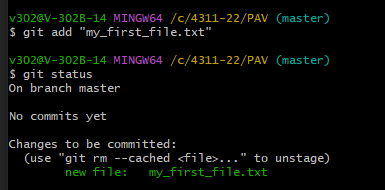 v302@V-302B-14 MINGW64 /c/4311-22/PAV (master)
$ git add "my_first_file.txt"
v302@V-302B-14 MINGW64 /c/4311-22/PAV (master)
$ git status
On branch master
No commits yet
Changes to be committed:
(use "git rm --cached <file>..." to unstage)
new file:   my_first_file.txt